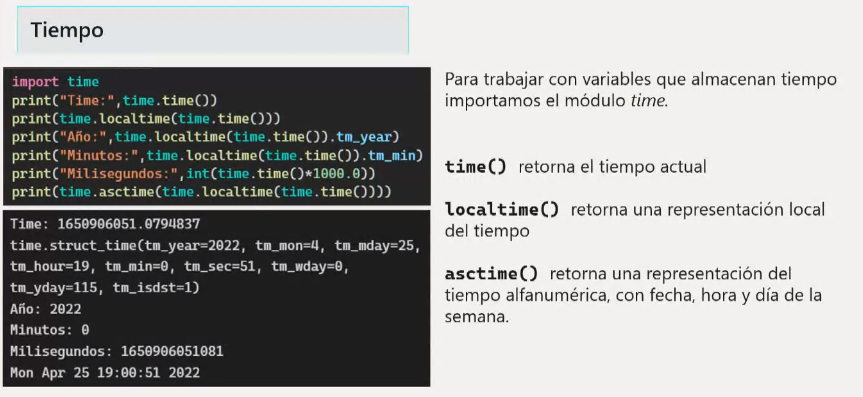 Tiempo
import time
print("Time:",time.time())
print(time.localtime(time.time()))
print("Año:",time.localtime(time.time()).tm_year)
print("Minutos:",time.localtime(time.time()).tm_min)
print("Milisegundos:",int(time.time()*1000.0))
print(time.asctime(time.localtime(time.time())))
Time: 1650906051.0794837
time.struct_time(tm_year=2022, tm_mon=4, tm_mday=25,
tm_hour=19, tm_min=0, tm_sec=51, tm_wday=0,
tm_yday=115, tm_isdst=1)
Año: 2022
Minutos: 0
Milisegundos: 1650906051081
Mon Apr 25 19:00:51 2022
Para trabajar con variables que almacenan tiempo
importamos el módulo time.
time() retorna el tiempo actual
localtime() retorna una representación local
del tiempo
asctime() retorna una representación del
tiempo alfanumérica, con fecha, hora y día de la
semana.